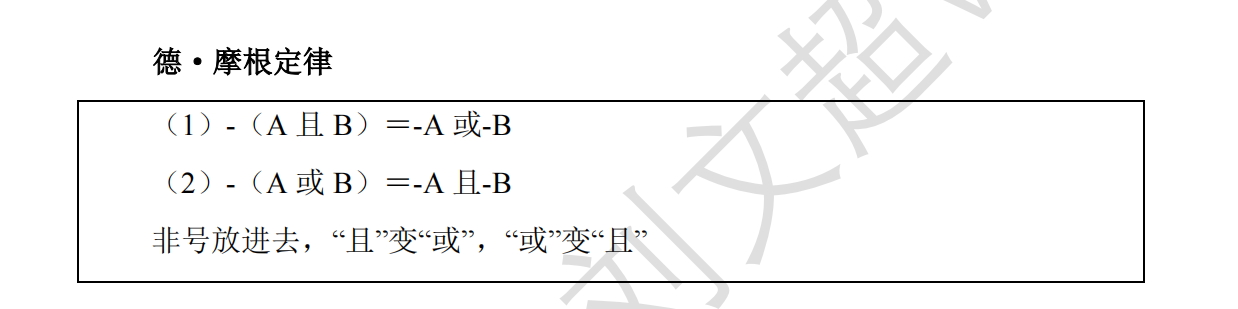 德·摩根定律
（1）-（A 且 B）＝-A 或-B
（2）-（A 或 B）＝-A 且-B
非号放进去，“且”变“或”，“或”变“且”
刘文超